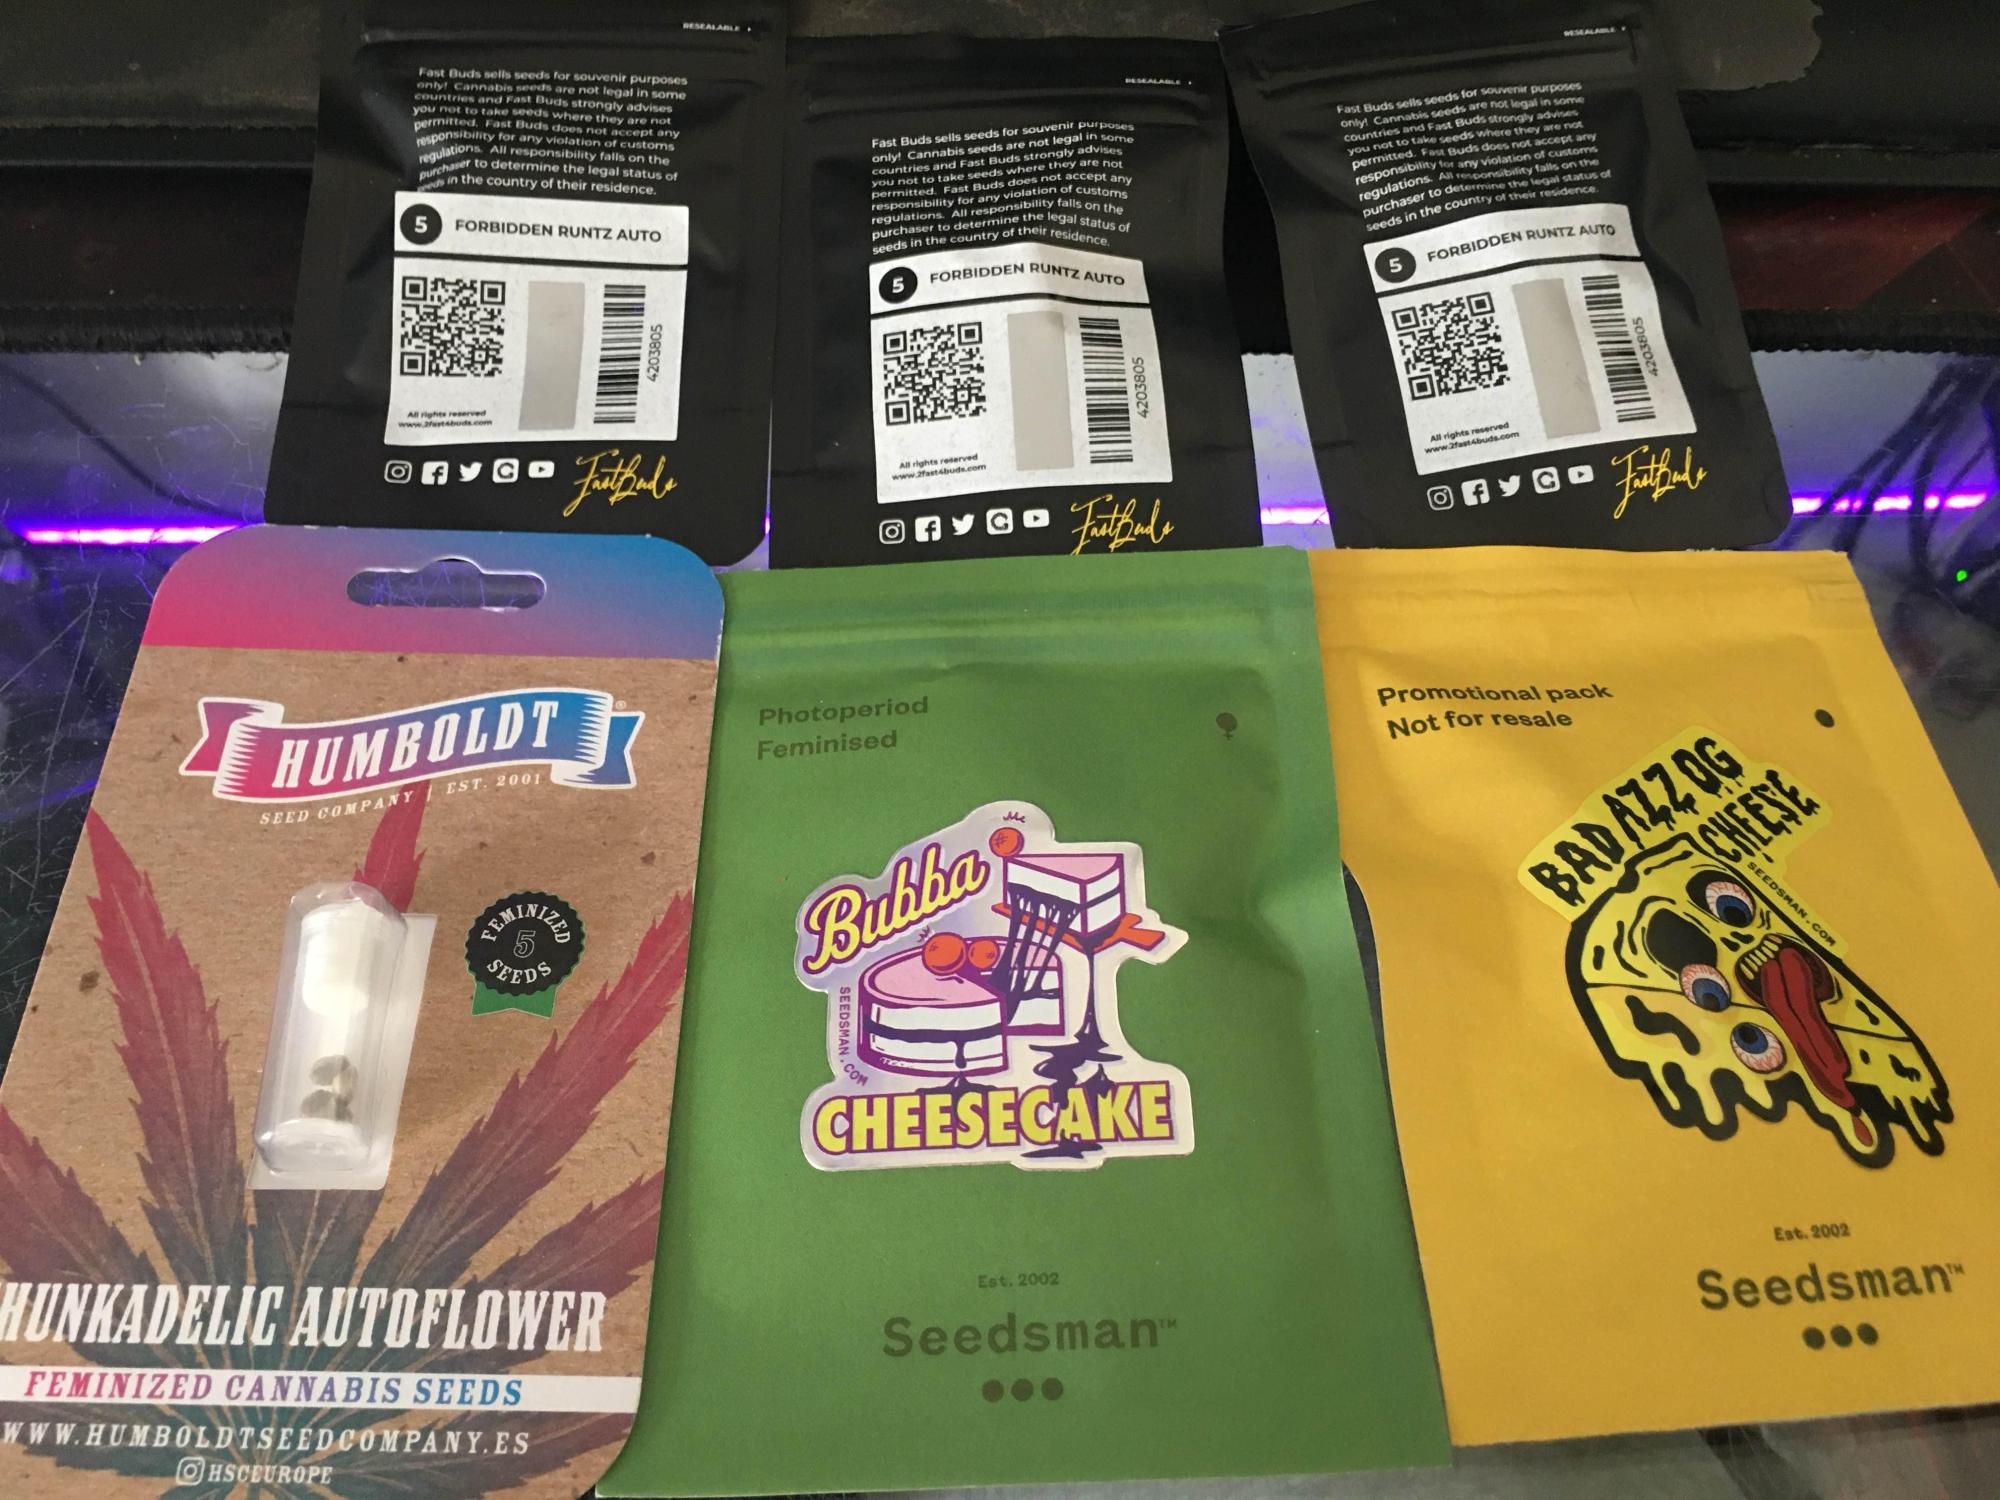 RESEALABLE
Fast Buds sells seeds for souvenir purposes
only! Cannabis seeds are not legal in some
countries and Fast Buds strongly advises
you not to take seeds where they are not
permitted. Fast Buds does not accept any
responsibility for any violation of customs
regulations. All responsibility falls on the
purchaser to determine the legal status of
seeds in the country of their residence.
5 FORBIDDEN RUNTZ AUTO
4203805
All rights reserved
www.2fast4buds.com
FastBuds
RESEALABLE
Fast Buds sells seeds for souvenir purposes
only! Cannabis seeds are not legal in some
countries and Fast Buds strongly advises
you not to take seeds where they are not
permitted. Fast Buds does not accept any
responsibility for any violation of customs
regulations. All responsibility falls on the
purchaser to determine the legal status of
seeds in the country of their residence.
5 FORBIDDEN RUNTZ AUTO
4203805
All rights reserved
www.2fast4buds.com
FastBuds
RESEALABLE
Fast Buds sells seeds for souvenir purposes
only! Cannabis seeds are not legal in some
countries and Fast Buds strongly advises
you not to take seeds where they are not
permitted. Fast Buds does not accept any
responsibility for any violation of customs
regulations. All responsibility falls on the
purchaser to determine the legal status of
seeds in the country of their residence.
5 FORBIDDEN RUNTZ AUTO
4203805
All rights reserved
www.2fast4buds.com
FastBuds
HUMBOLDT®
SEED COMPANY | EST. 2001
FEMINIZED
5
SEEDS
HUNKADELIC AUTOFLOWER
FEMINIZED CANNABIS SEEDS
WWW.HUMBOLDTSEEDCOMPANY.ES
HSCEUROPE
Photoperiod
Feminised
Bubba
SEEDSMAN.COM
CHEESECAKE
Est. 2002
Seedsman™
Promotional pack
Not for resale
BAD AZZ OG
CHEESE
SEEDSMAN.COM
Est. 2002
Seedsman™